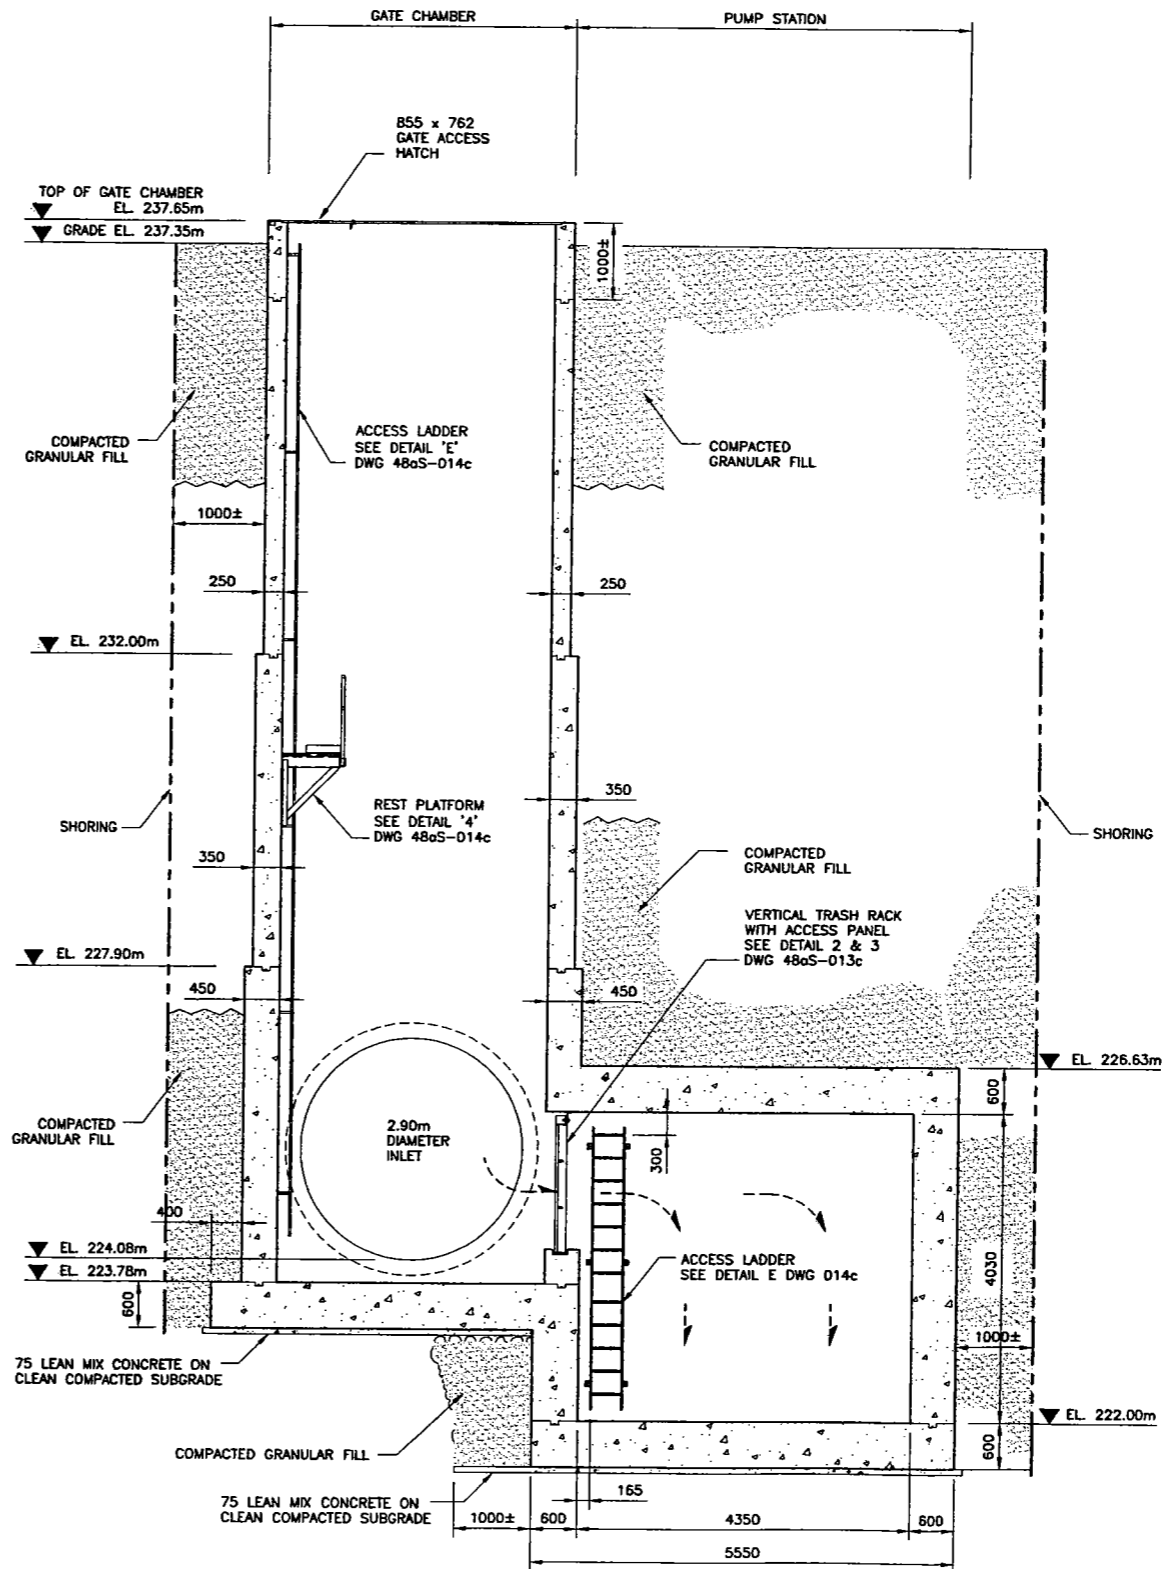 GATE CHAMBER
PUMP STATION
855 x 762
GATE ACCESS
HATCH
TOP OF GATE CHAMBER
EL. 237.65m
GRADE EL. 237.35m
1000±
COMPACTED
GRANULAR FILL
ACCESS LADDER
SEE DETAIL 'E'
DWG 48aS-014c
COMPACTED
GRANULAR FILL
1000±
250
250
EL. 232.00m
REST PLATFORM
SEE DETAIL '4'
DWG 48aS-014c
350
SHORING
SHORING
350
COMPACTED
GRANULAR FILL
VERTICAL TRASH RACK
WITH ACCESS PANEL
SEE DETAIL 2 & 3
DWG 48aS-013c
EL. 227.90m
450
450
EL. 226.63m
600
COMPACTED
GRANULAR FILL
2.90m
DIAMETER
INLET
300
400
EL. 224.08m
EL. 223.78m
ACCESS LADDER
SEE DETAIL E DWG 014c
4030
600
1000±
75 LEAN MIX CONCRETE ON
CLEAN COMPACTED SUBGRADE
EL. 222.00m
COMPACTED GRANULAR FILL
600
75 LEAN MIX CONCRETE ON
CLEAN COMPACTED SUBGRADE
165
1000±
600
4350
600
5550